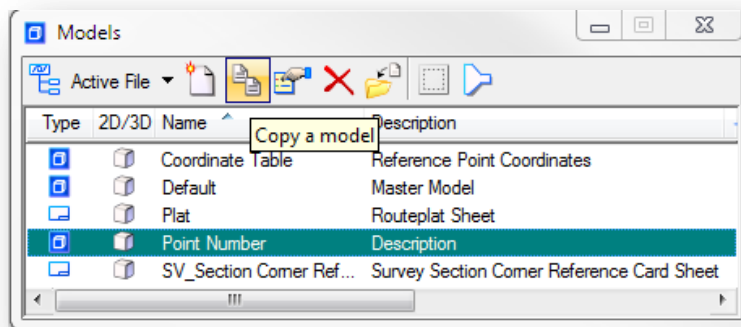 Models
Active File
Type 2D/3D Name Description
Copy a model
Coordinate Table Reference Point Coordinates
Default Master Model
Plat Routeplat Sheet
Point Number Description
SV_Section Corner Ref... Survey Section Corner Reference Card Sheet